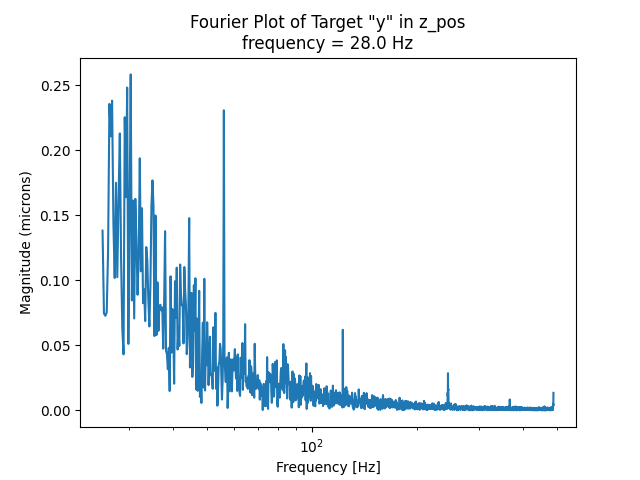 Fourier Plot of Target "y" in z_pos
frequency = 28.0 Hz
Magnitude (microns)
0.25
0.20
0.15
0.10
0.05
0.00
10²
Frequency [Hz]